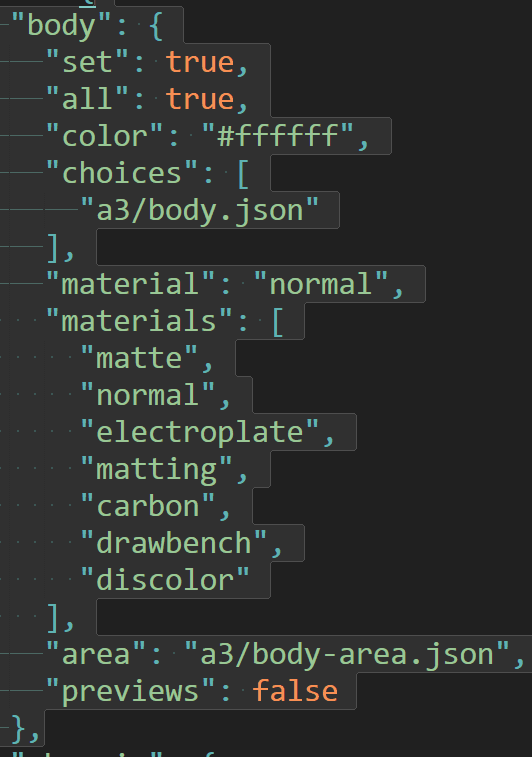 "body": {
"set": true,
"all": true,
"color": "#ffffff",
"choices": [
"a3/body.json"
],
"material": "normal",
"materials": [
"matte",
"normal",
"electroplate",
"matting",
"carbon",
"drawbench",
"discolor"
],
"area": "a3/body-area.json",
"previews": false
},